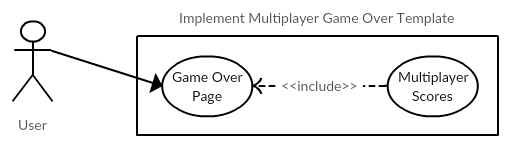 Implement Multiplayer Game Over Template
Game Over
Page
<<include>>
Multiplayer
Scores
User